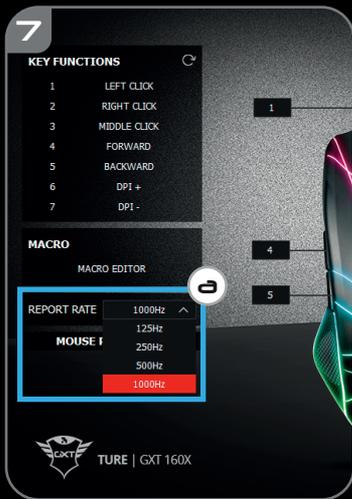 7
KEY FUNCTIONS
1 LEFT CLICK
2 RIGHT CLICK
3 MIDDLE CLICK
4 FORWARD
5 BACKWARD
6 DPI +
7 DPI -
1
MACRO
MACRO EDITOR
4
a
5
REPORT RATE 1000Hz
125Hz
MOUSE
250Hz
500Hz
1000Hz
GXT
TURE | GXT 160X